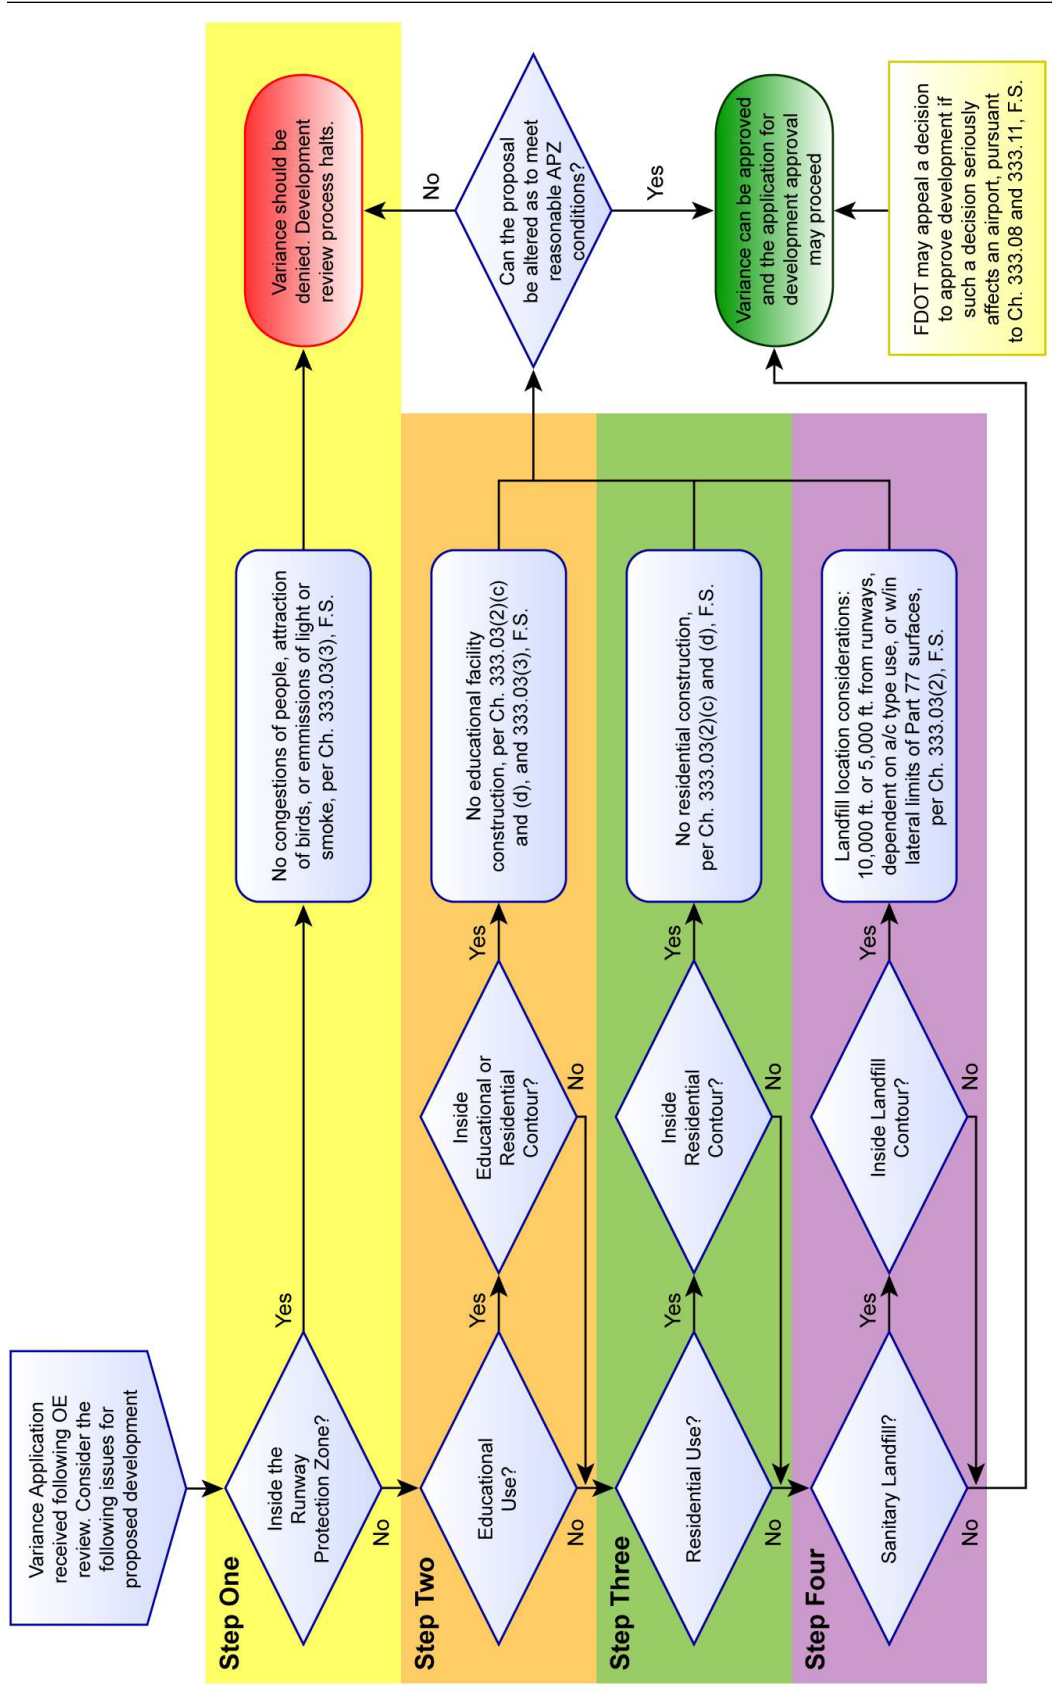 Variance Application
received following OE
review. Consider the
following issues for
proposed development
Step One
Inside the
Runway
Protection Zone?
Yes
No
No congestions of people, attraction
of birds, or emmissions of light or
smoke, per Ch. 333.03(3), F.S.
Variance should be
denied. Development
review process halts.
Step Two
Educational
Use?
Yes
No
Inside
Educational or
Residential
Contour?
Yes
No
No educational facility
construction, per Ch. 333.03(2)(c)
and (d), and 333.03(3), F.S.
Can the proposal
be altered as to meet
reasonable APZ
conditions?
No
Yes
Step Three
Residential Use?
Yes
No
Inside
Residential
Contour?
Yes
No
No residential construction,
per Ch. 333.03(2)(c) and (d), F.S.
Variance can be approved
and the application for
development approval
may proceed
Step Four
Sanitary Landfill?
Yes
No
Inside Landfill
Contour?
Yes
No
Landfill location considerations:
10,000 ft. or 5,000 ft. from runways,
dependent on a/c type use, or w/in
lateral limits of Part 77 surfaces,
per Ch. 333.03(2), F.S.
FDOT may appeal a decision
to approve development if
such a decision seriously
affects an airport, pursuant
to Ch. 333.08 and 333.11, F.S.